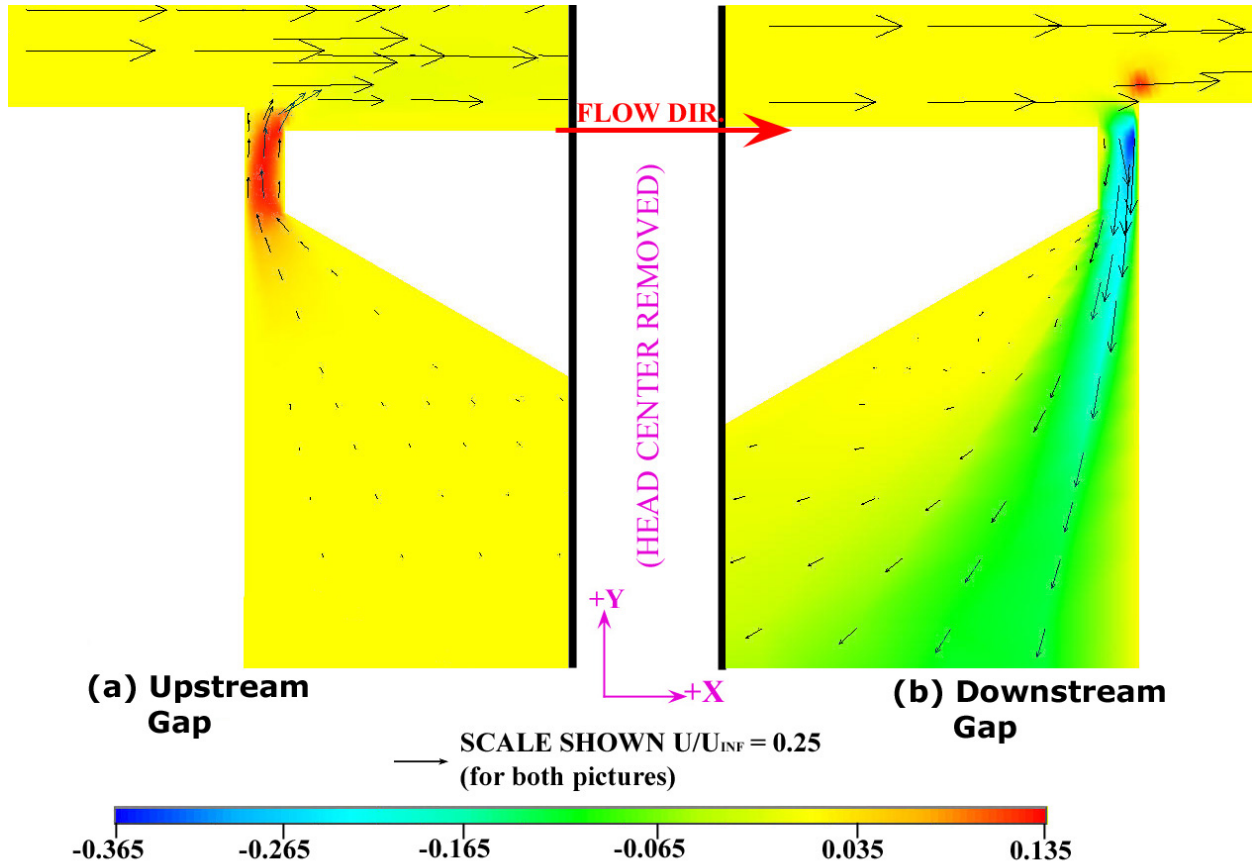 FLOW DIR.
(HEAD CENTER REMOVED)
+Y
+X
(a) Upstream
Gap
(b) Downstream
Gap
SCALE SHOWN U/UINF = 0.25
(for both pictures)
-0.365 -0.265 -0.165 -0.065 0.035 0.135